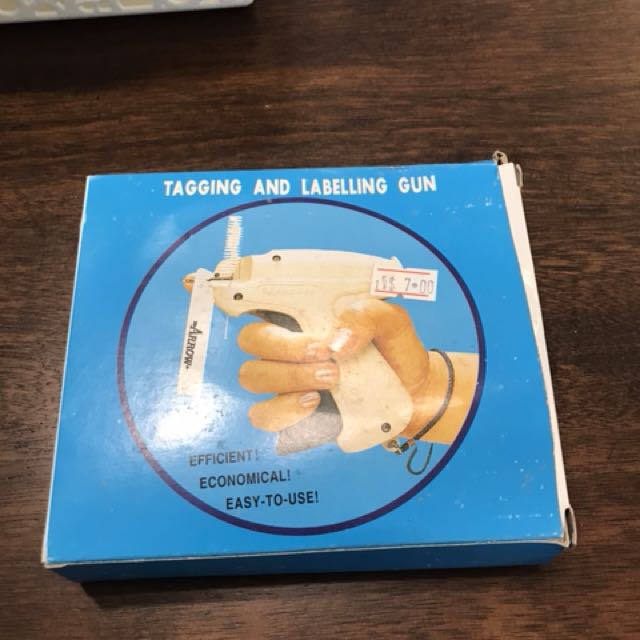 TAGGING AND LABELLING GUN
S$ 7.00
ARROW
EFFICIENT!
ECONOMICAL!
EASY-TO-USE!